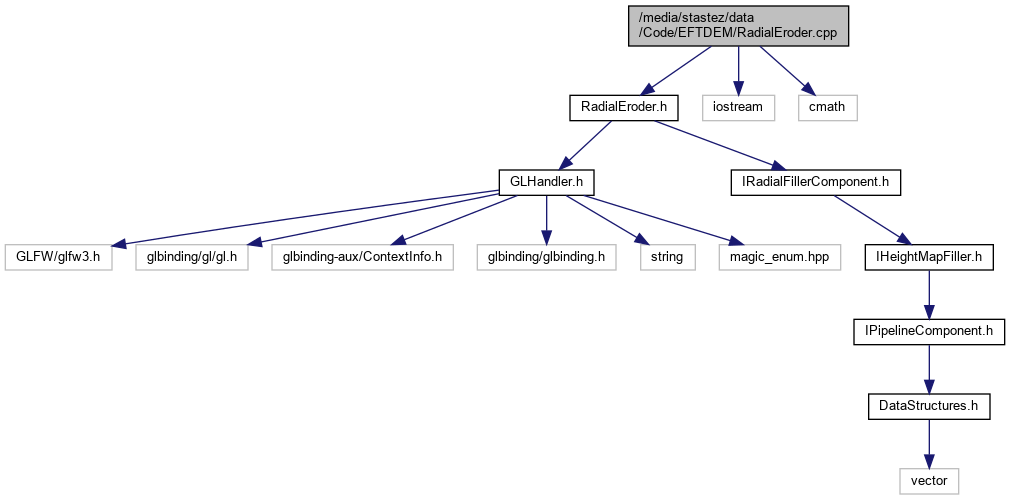 /media/stastez/data
/Code/EFTDEM/RadialEroder.cpp
RadialEroder.h
iostream
cmath
GLHandler.h
IRadialFillerComponent.h
GLFW/glfw3.h
glbinding/gl/gl.h
glbinding-aux/ContextInfo.h
glbinding/glbinding.h
string
magic_enum.hpp
IHeightMapFiller.h
IPipelineComponent.h
DataStructures.h
vector